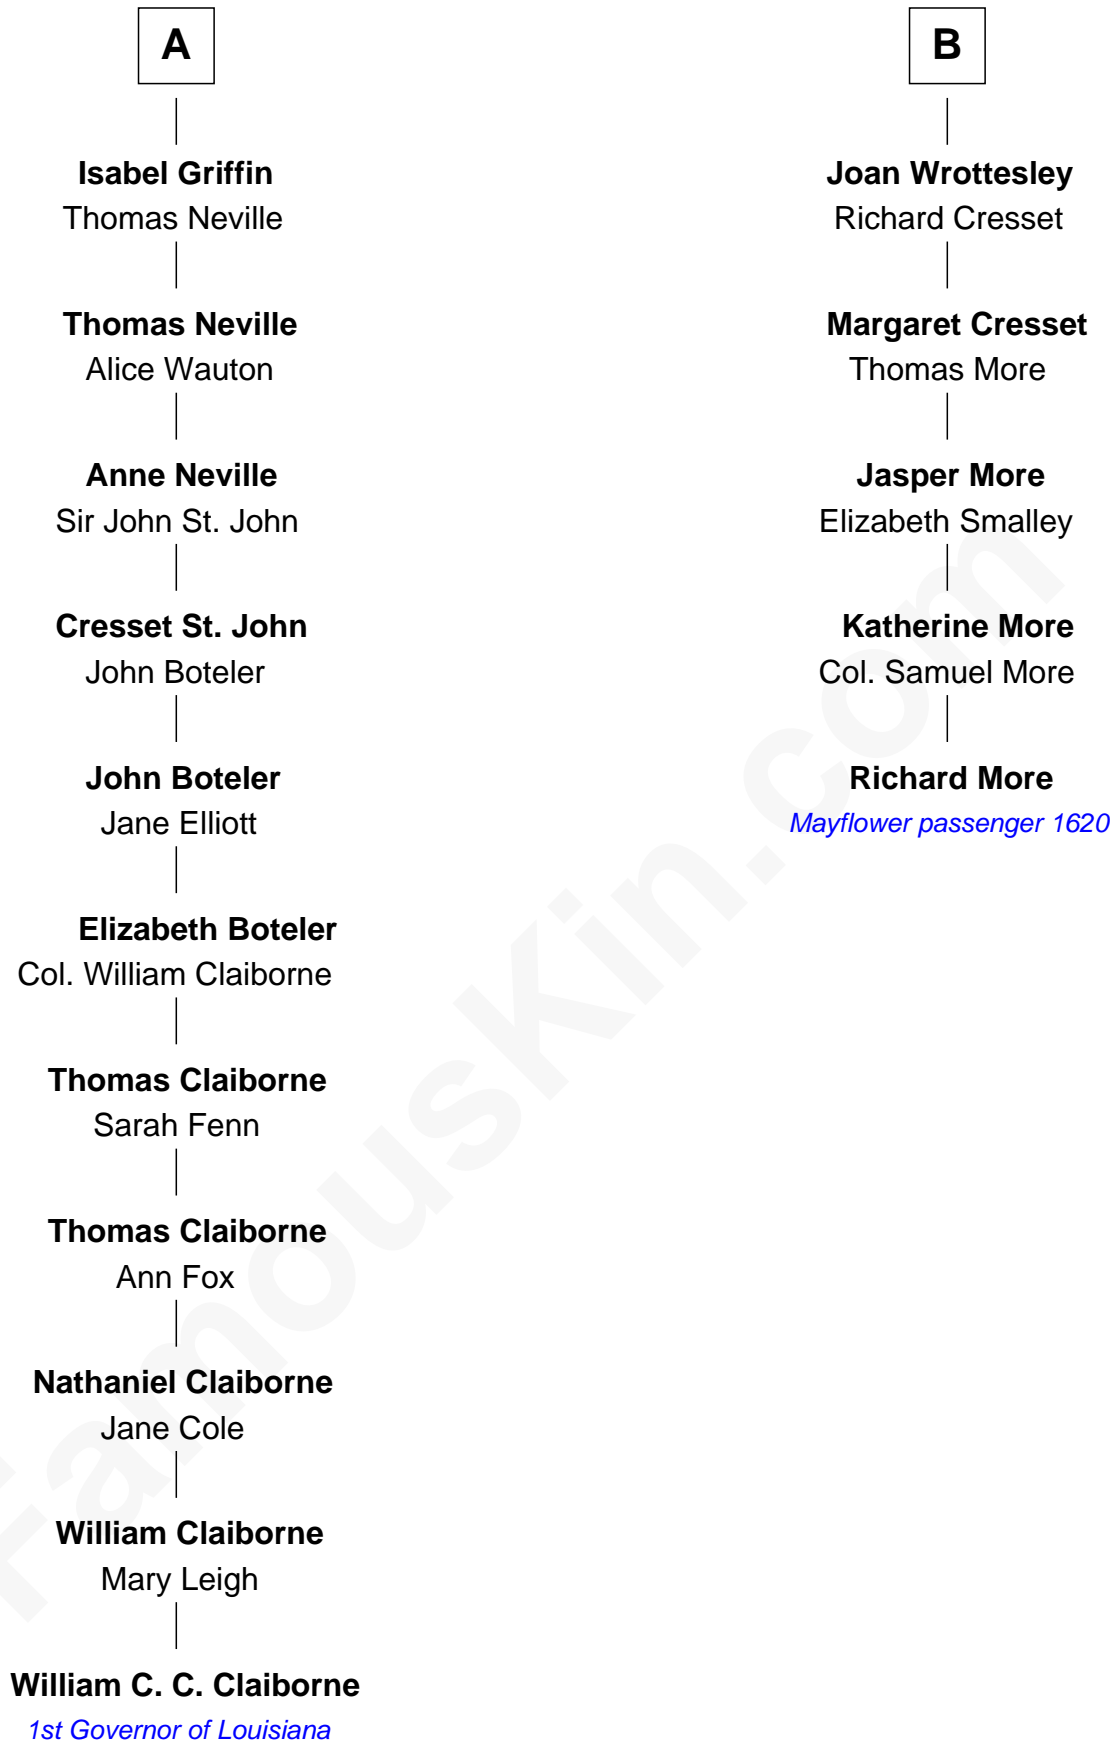 A
Isabel Griffin
Thomas Neville
Thomas Neville
Alice Wauton
Anne Neville
Sir John St. John
Cresset St. John
John Boteler
John Boteler
Jane Elliott
Elizabeth Boteler
Col. William Claiborne
Thomas Claiborne
Sarah Fenn
Thomas Claiborne
Ann Fox
Nathaniel Claiborne
Jane Cole
William Claiborne
Mary Leigh
William C. C. Claiborne
1st Governor of Louisiana
B
Joan Wrottesley
Richard Cresset
Margaret Cresset
Thomas More
Jasper More
Elizabeth Smalley
Katherine More
Col. Samuel More
Richard More
Mayflower passenger 1620
FamousKin.com